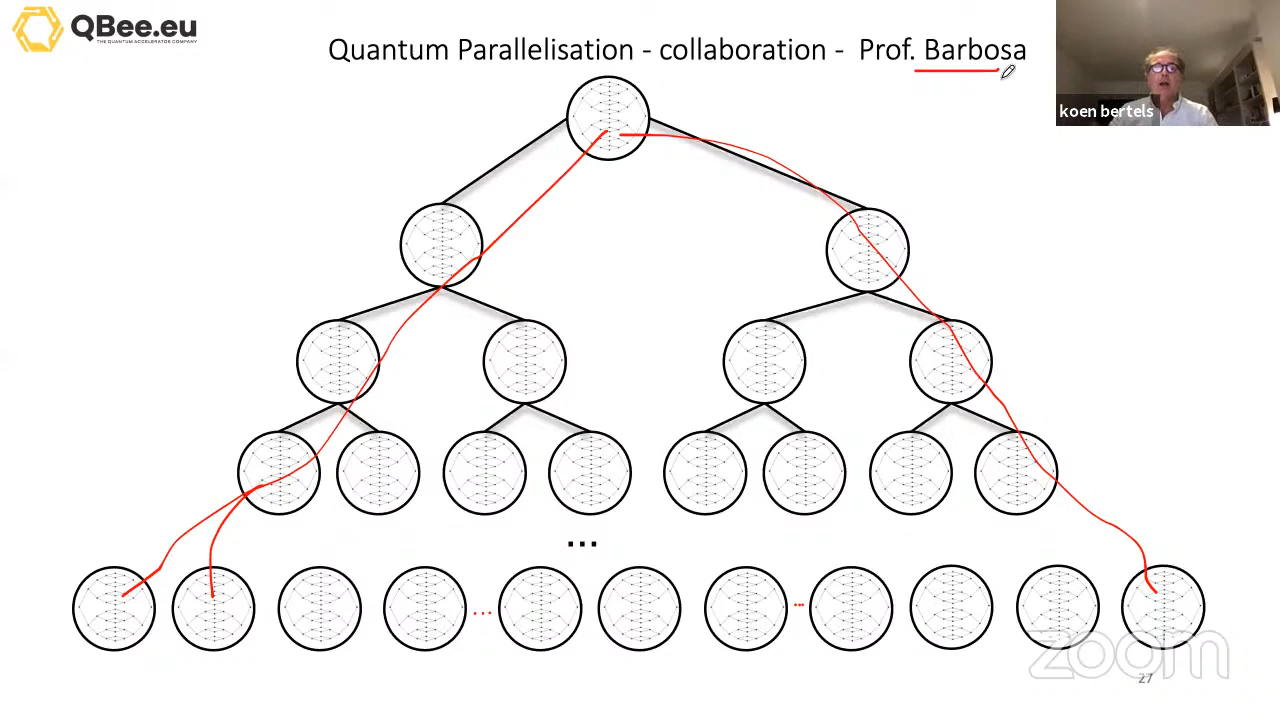 QBee.eu
THE QUANTUM ACCELERATOR COMPANY
Quantum Parallelisation - collaboration - Prof. Barbosa
koen bertels
...
... ...
zoom
27